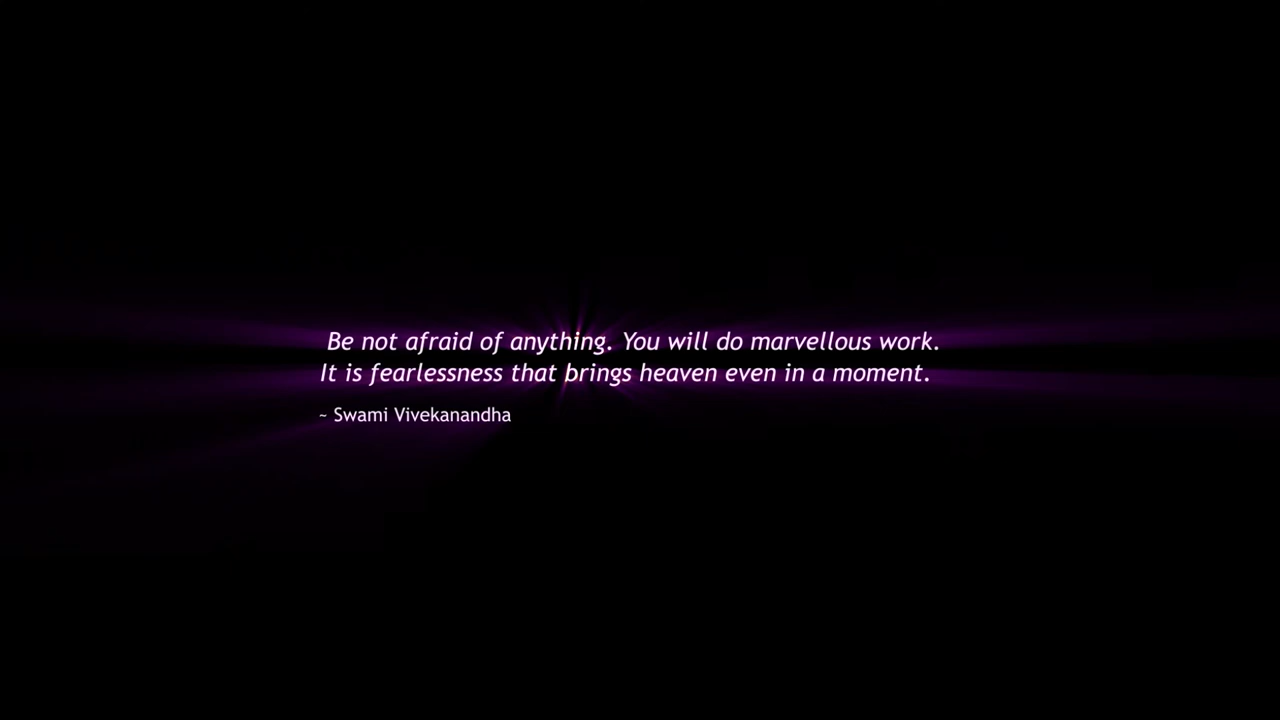 Be not afraid of anything. You will do marvellous work.
It is fearlessness that brings heaven even in a moment.
~ Swami Vivekanandha